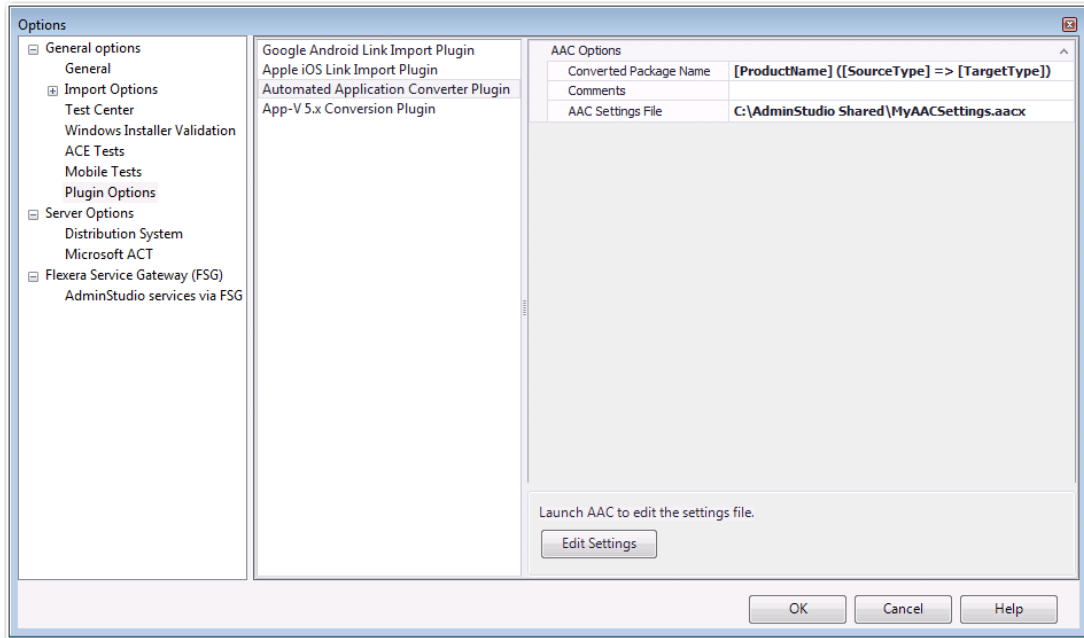 Options
General options
General
Import Options
Test Center
Windows Installer Validation
ACE Tests
Mobile Tests
Plugin Options
Server Options
Distribution System
Microsoft ACT
Flexera Service Gateway (FSG)
AdminStudio services via FSG
Google Android Link Import Plugin
Apple iOS Link Import Plugin
Automated Application Converter Plugin
App-V 5.x Conversion Plugin
AAC Options
Converted Package Name [ProductName] ([SourceType] => [TargetType])
Comments
AAC Settings File C:\AdminStudio Shared\MyAACSettings.aacx
Launch AAC to edit the settings file.
Edit Settings
OK Cancel Help